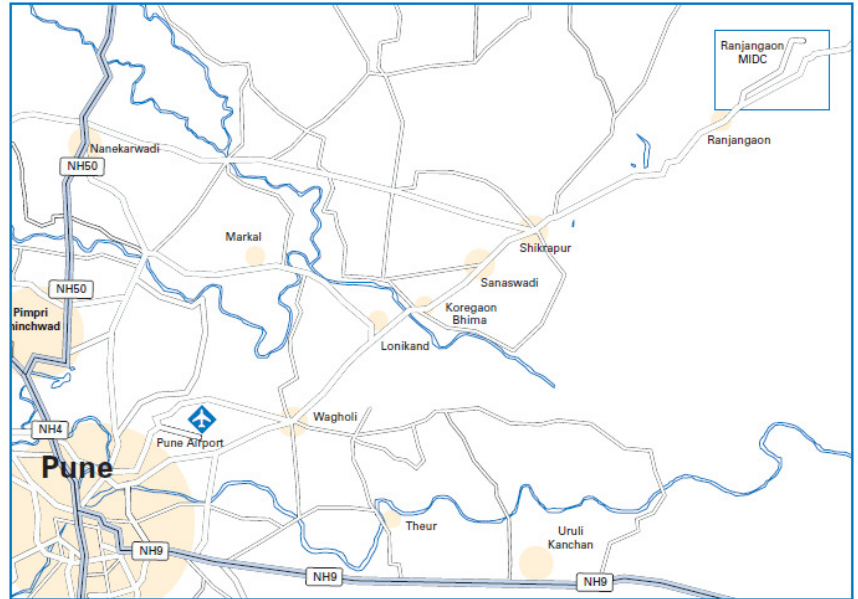 Ranjangaon
MIDC
Ranjangaon
Nanekarwadi
NH50
Markal
Shikrapur
Sanaswadi
NH50
Koregaon
Bhima
Pimpri
hinchwad
Lonikand
Wagholi
NH4
Pune Airport
Pune
Theur
Uruli
Kanchan
NH9
NH9
NH9